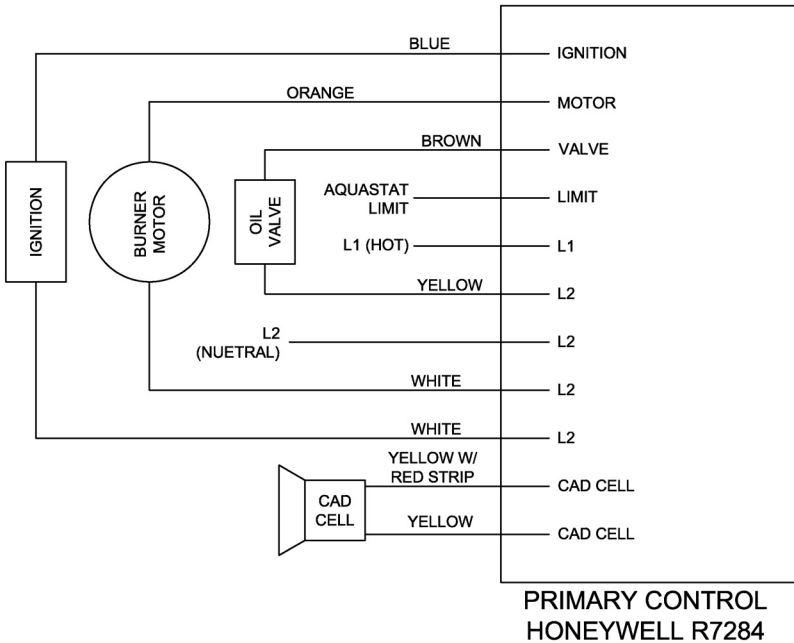 BLUE
IGNITION
ORANGE
MOTOR
BROWN
VALVE
AQUASTAT
LIMIT
LIMIT
L1 (HOT)
L1
YELLOW
L2
L2
(NUETRAL)
L2
WHITE
L2
WHITE
L2
YELLOW W/
RED STRIP
CAD CELL
YELLOW
CAD CELL
IGNITION
BURNER
MOTOR
OIL
VALVE
CAD
CELL
PRIMARY CONTROL
HONEYWELL R7284